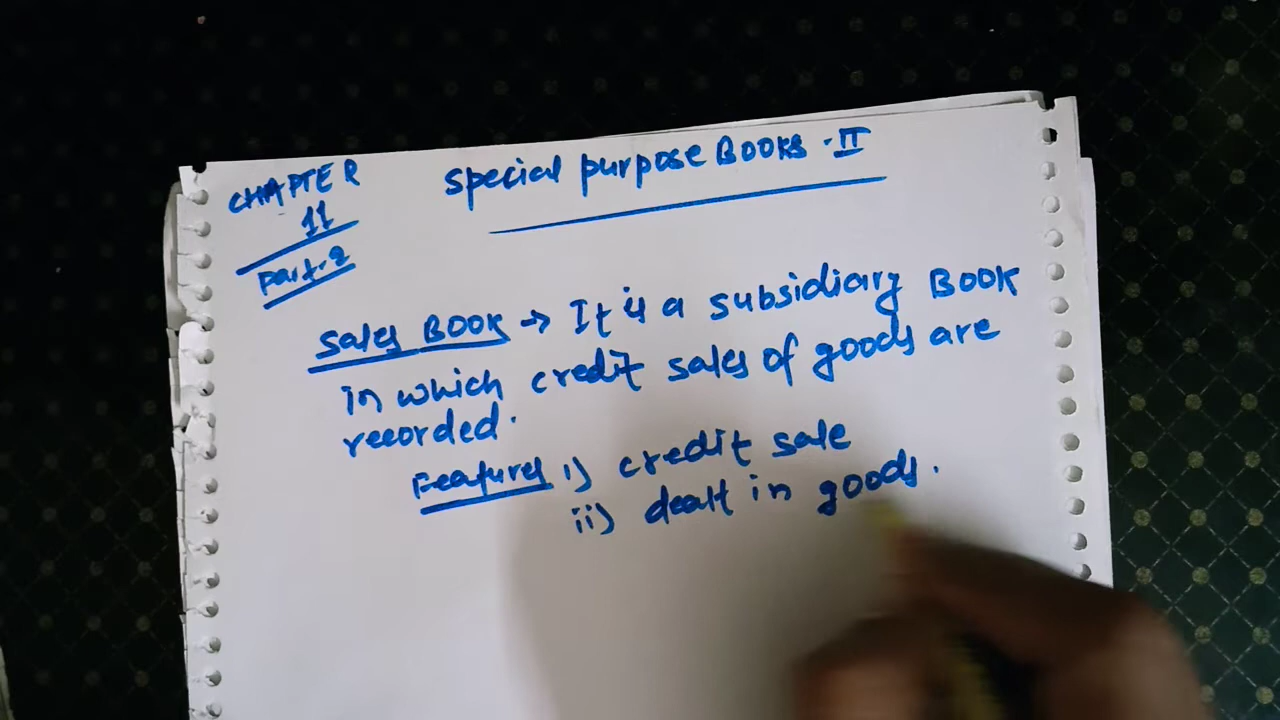 CHAPTER
11
Part-2
Special purpose BOOKS-II
Sales BOOK → It is a subsidiary BOOK
in which credit sales of goods are
recorded.
Features i) credit sale
ii) dealt in goods.